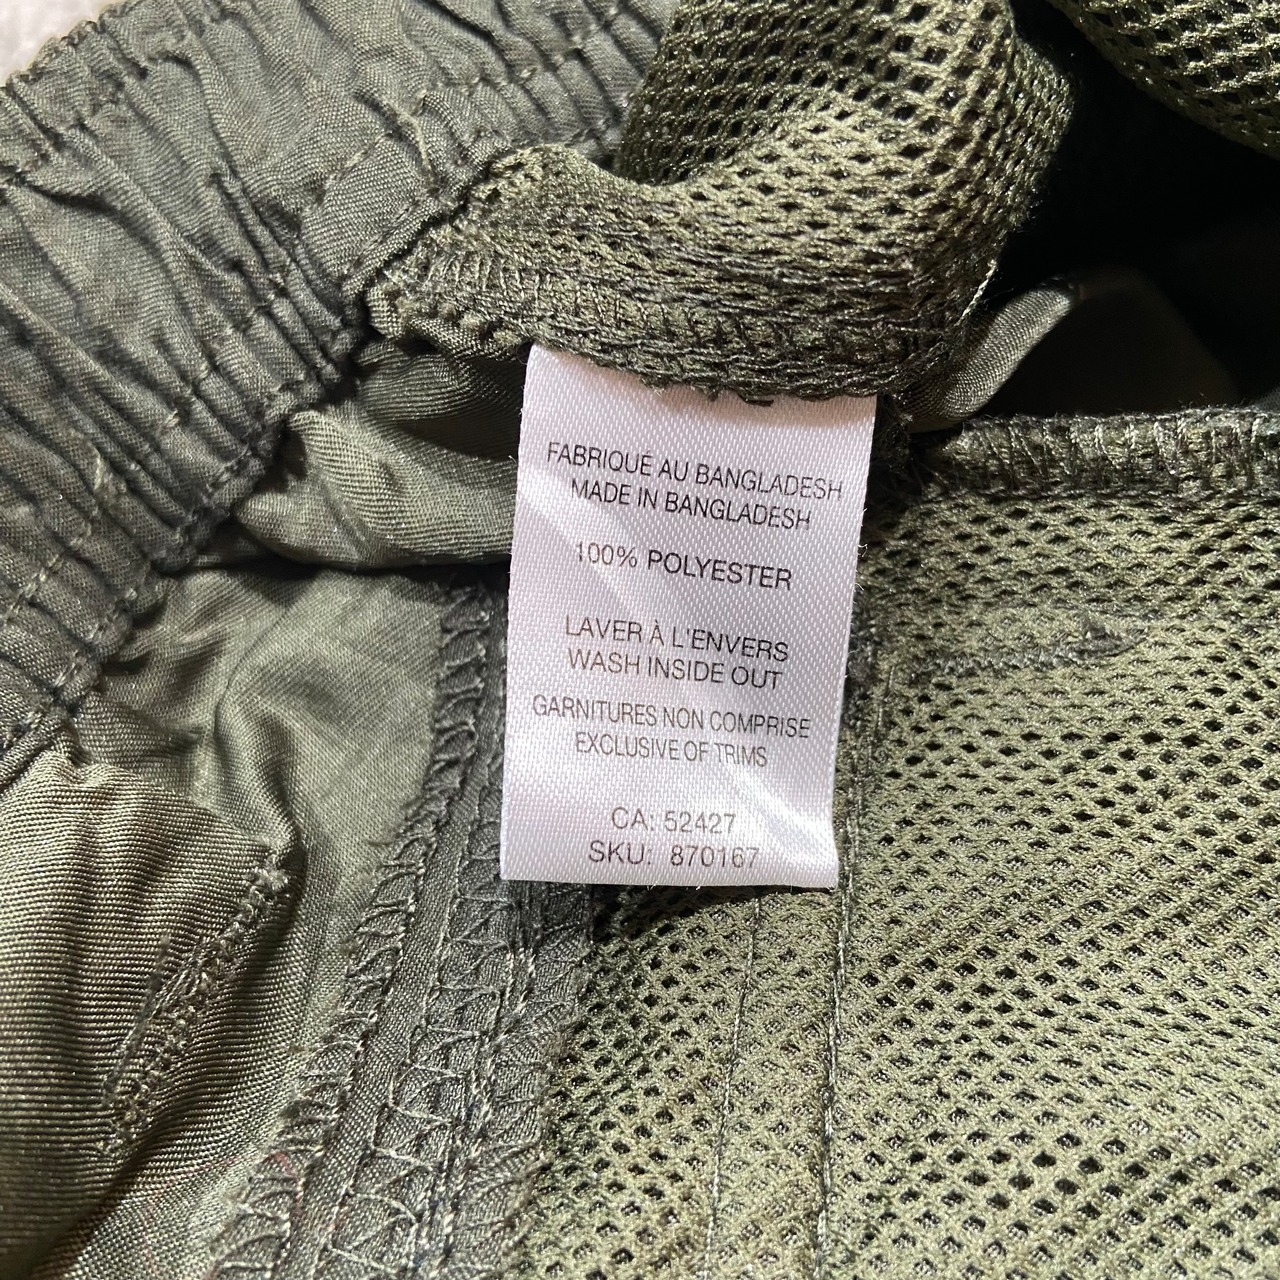 FABRIQUÉ AU BANGLADESH
MADE IN BANGLADESH
100% POLYESTER
LAVER À L'ENVERS
WASH INSIDE OUT
GARNITURES NON COMPRISE
EXCLUSIVE OF TRIMS
CA: 52427
SKU: 870167